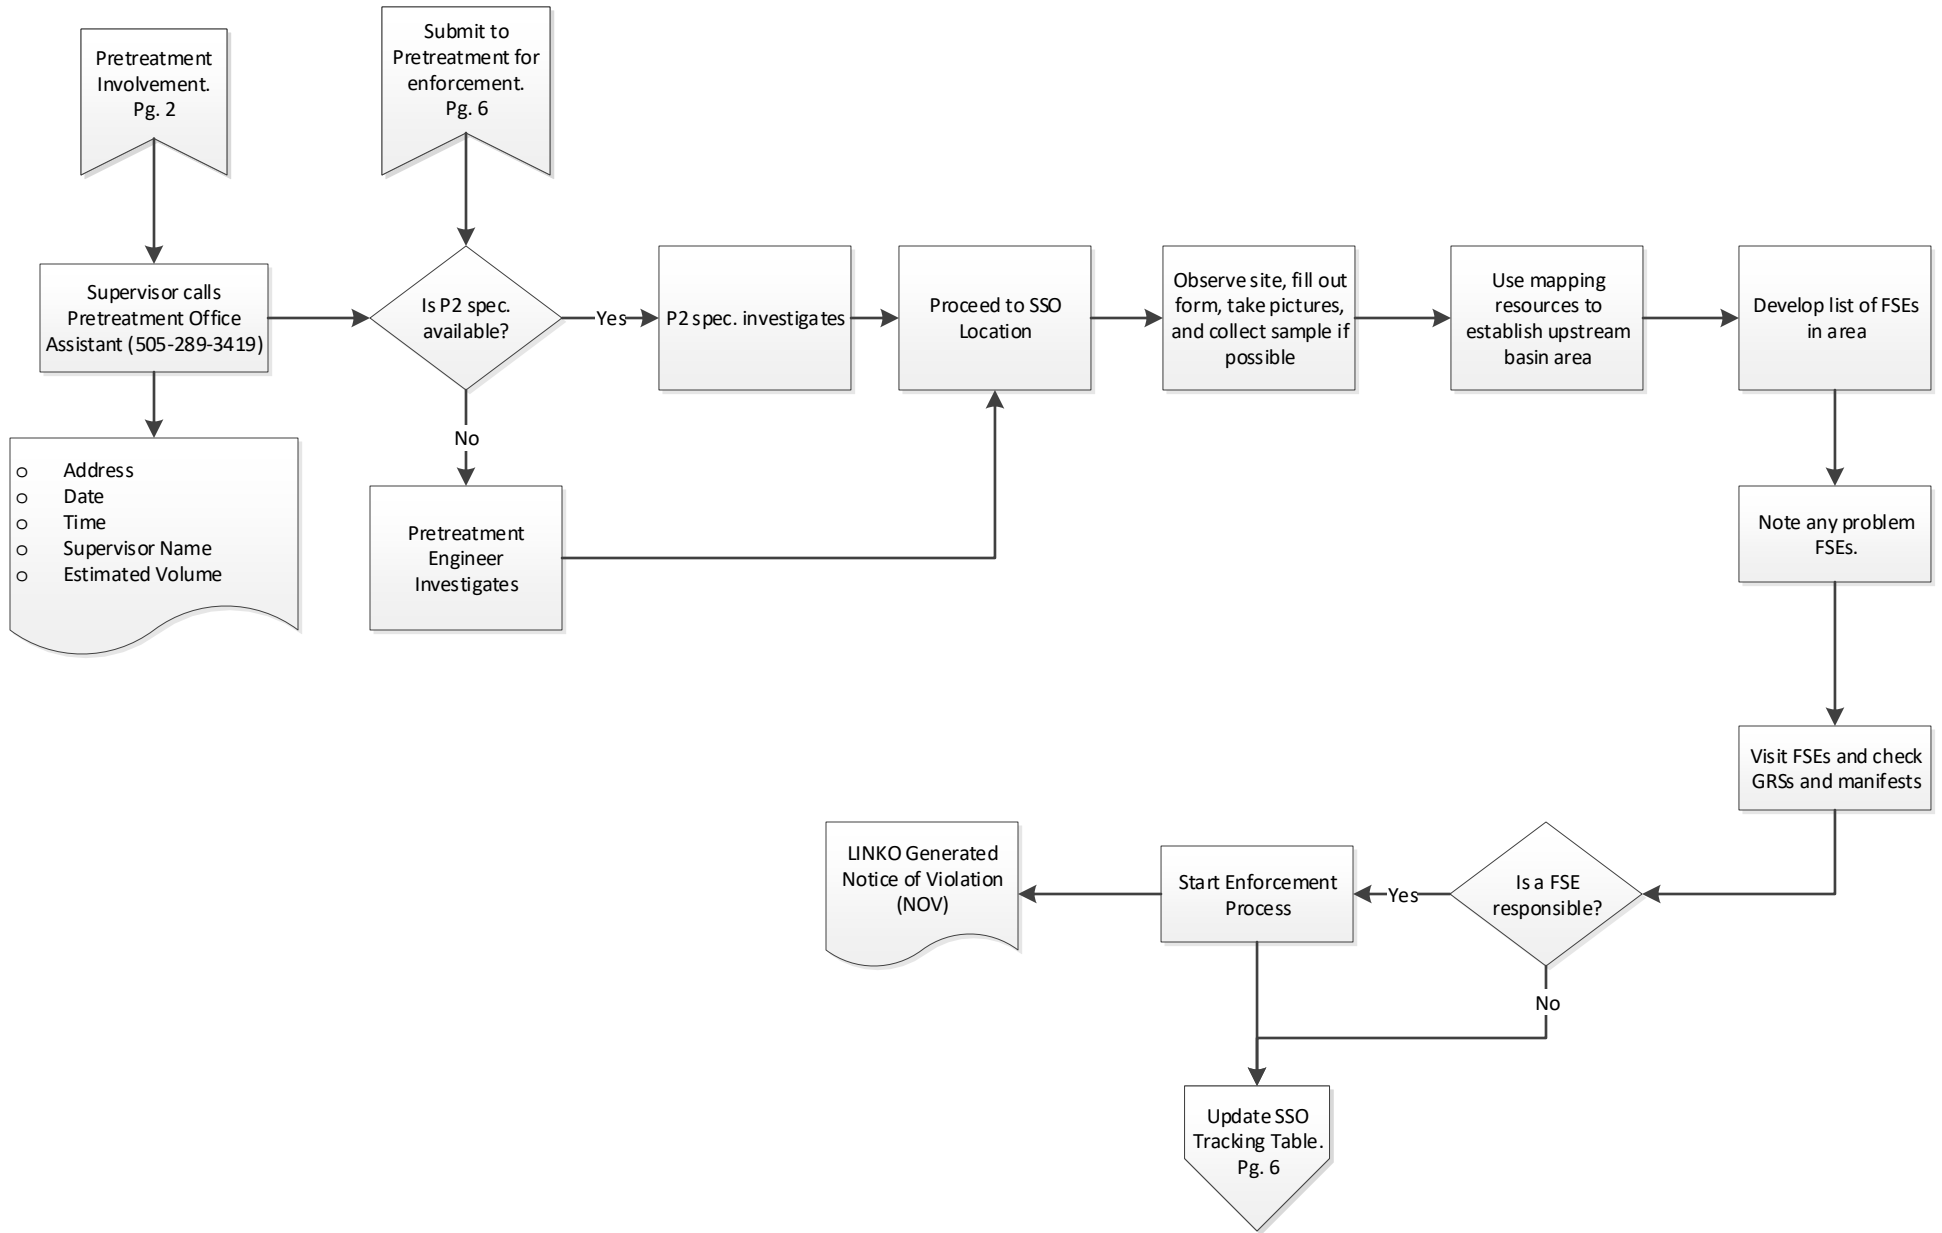 Pretreatment
Involvement.
Pg. 2
Submit to
Pretreatment for
enforcement.
Pg. 6
Supervisor calls
Pretreatment Office
Assistant (505-289-3419)
Is P2 spec.
available?
Yes
P2 spec. investigates
Proceed to SSO
Location
Observe site, fill out
form, take pictures,
and collect sample if
possible
Use mapping
resources to
establish upstream
basin area
Develop list of FSEs
in area
o Address
o Date
o Time
o Supervisor Name
o Estimated Volume
No
Pretreatment
Engineer
Investigates
Note any problem
FSEs.
Visit FSEs and check
GRSs and manifests
LINKO Generated
Notice of Violation
(NOV)
Start Enforcement
Process
Yes
Is a FSE
responsible?
No
Update SSO
Tracking Table.
Pg. 6